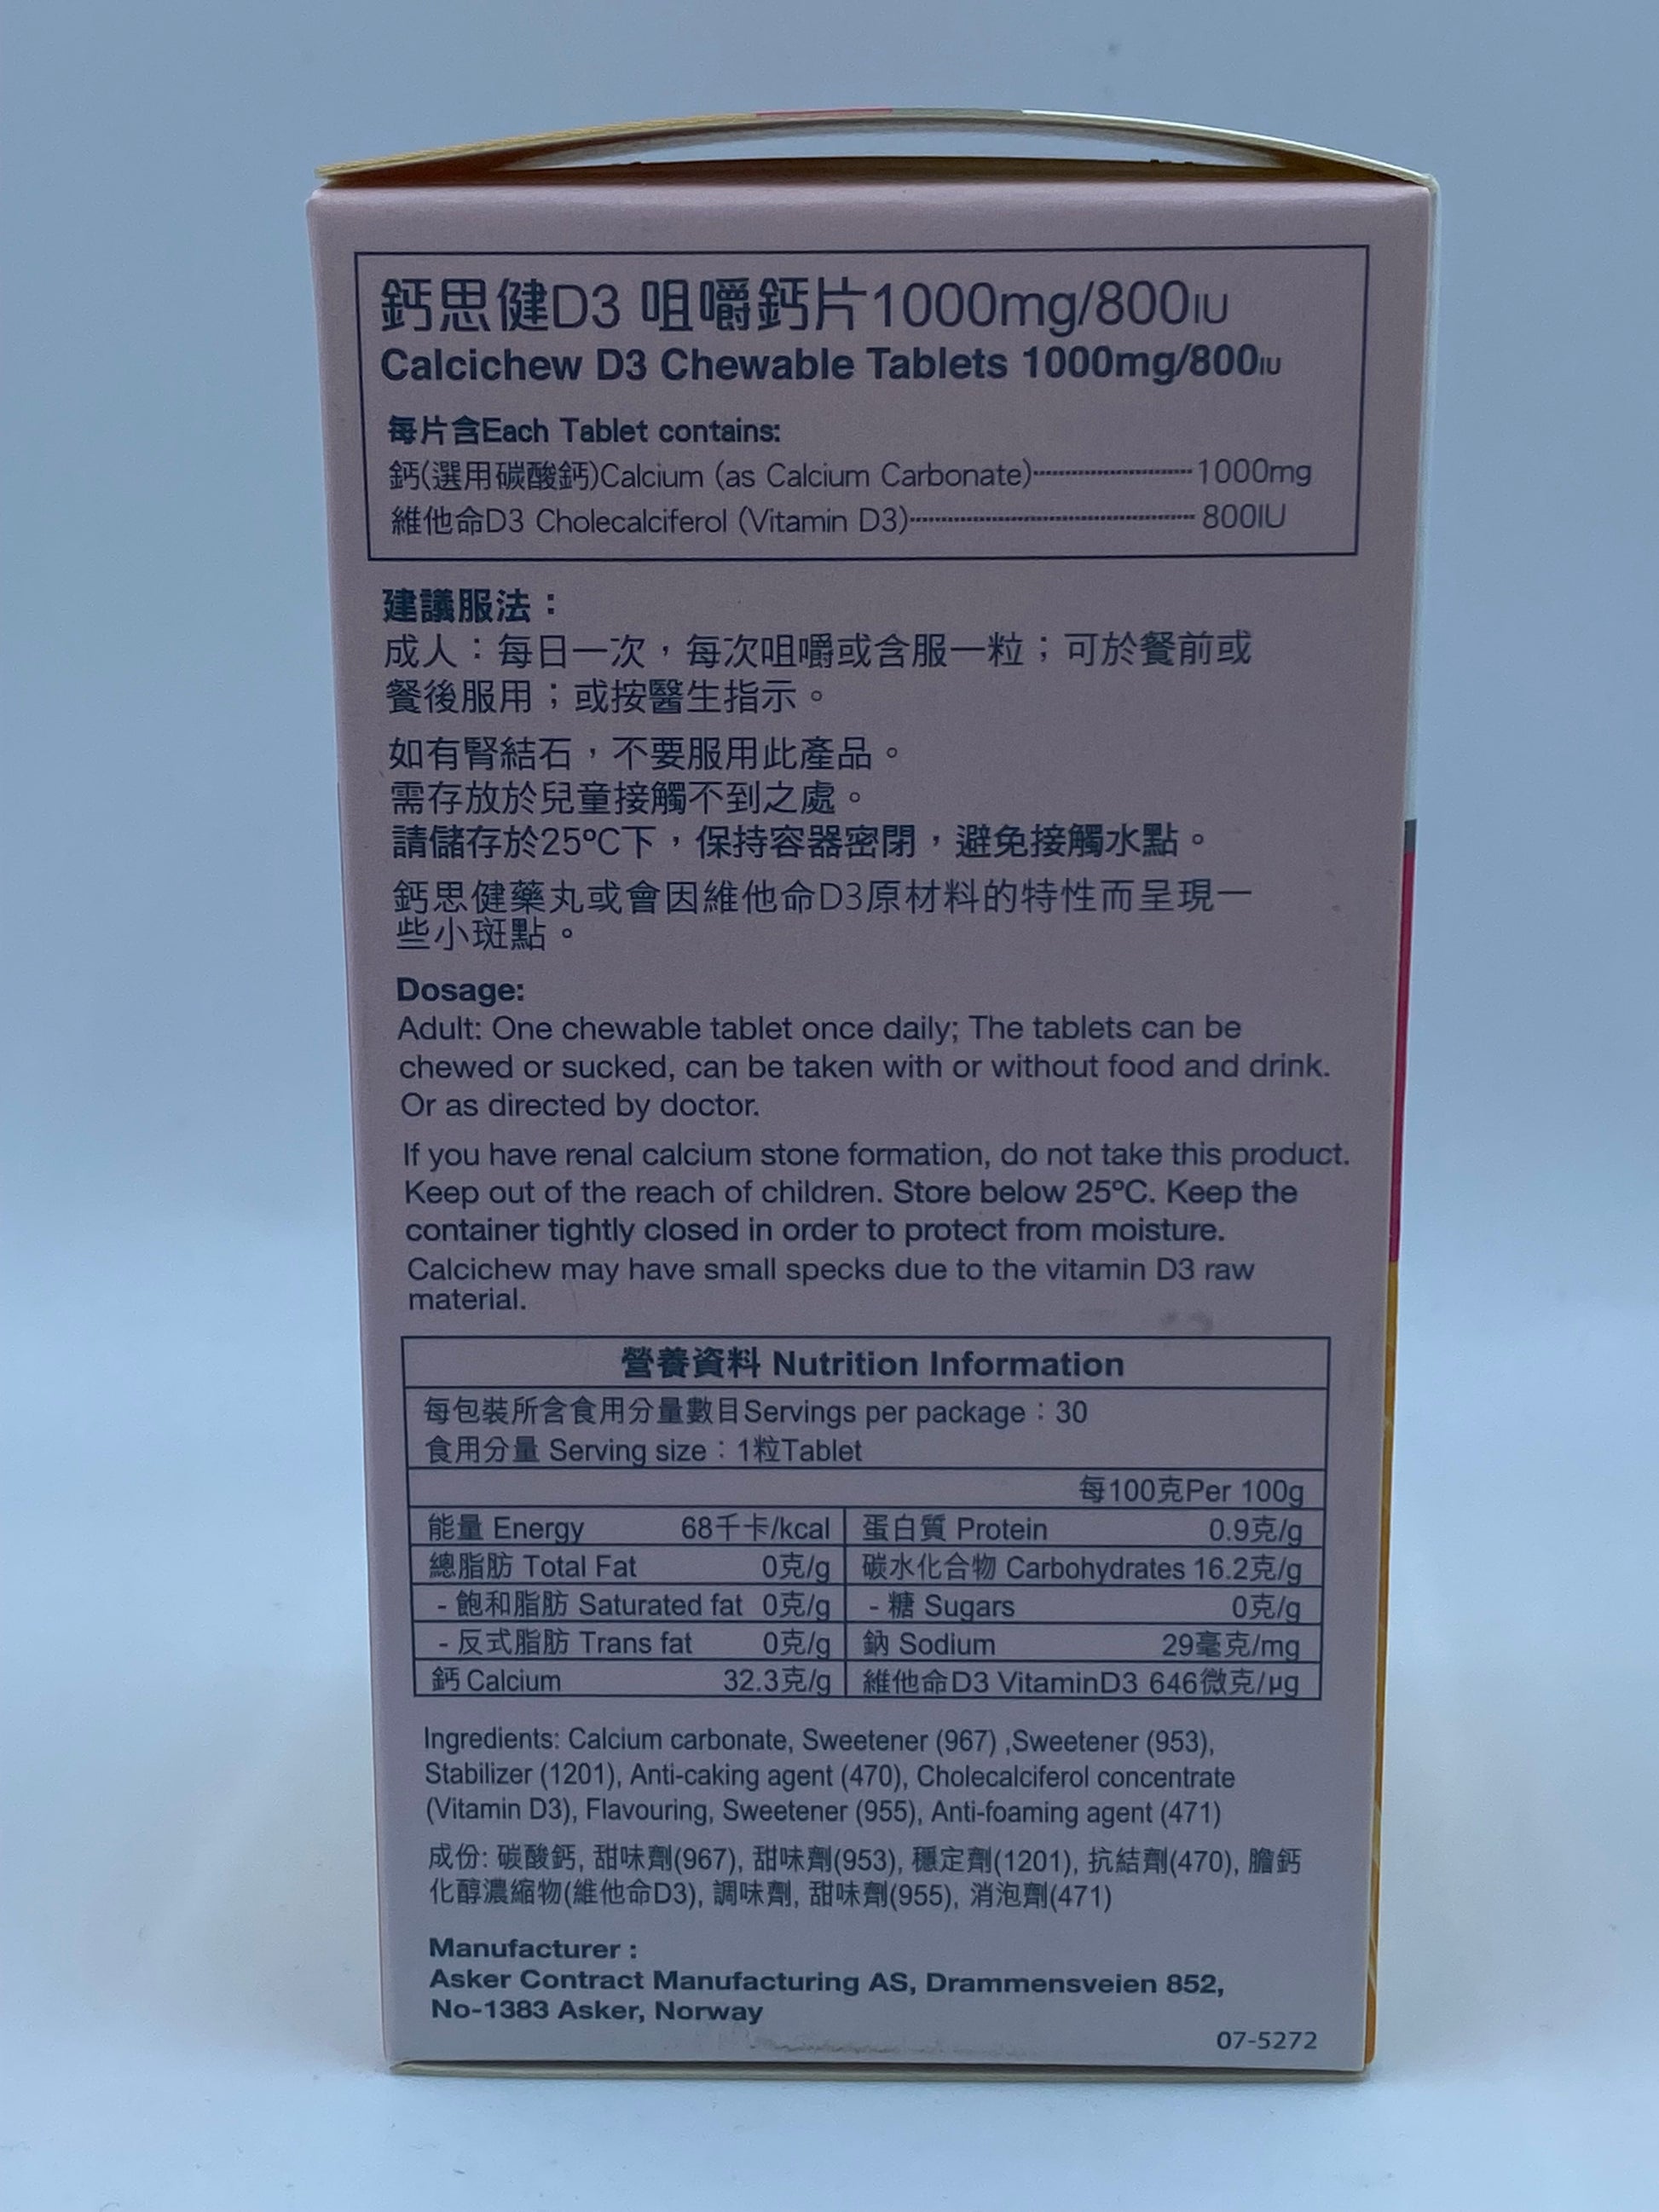 鈣思健D3 咀嚼鈣片1000mg/800IU
Calcichew D3 Chewable Tablets 1000mg/800IU
每片含Each Tablet contains:
鈣(選用碳酸鈣)Calcium (as Calcium Carbonate)............1000mg
維他命D3 Cholecalciferol (Vitamin D3)............800IU
建議服法：
成人：每日一次，每次咀嚼或含服一粒；可於餐前或
餐後服用；或按醫生指示。
如有腎結石，不要服用此產品。
需存放於兒童接觸不到之處。
請儲存於25ºC下，保持容器密閉，避免接觸水點。
鈣思健藥丸或會因維他命D3原材料的特性而呈現一
些小斑點。
Dosage:
Adult: One chewable tablet once daily; The tablets can be
chewed or sucked, can be taken with or without food and drink.
Or as directed by doctor.
If you have renal calcium stone formation, do not take this product.
Keep out of the reach of children. Store below 25ºC. Keep the
container tightly closed in order to protect from moisture.
Calcichew may have small specks due to the vitamin D3 raw
material.
營養資料 Nutrition Information
每包裝所含食用分量數目Servings per package：30
食用分量 Serving size：1粒Tablet
每100克Per 100g
能量 Energy 68千卡/kcal 蛋白質 Protein 0.9克/g
總脂肪 Total Fat 0克/g 碳水化合物 Carbohydrates 16.2克/g
- 飽和脂肪 Saturated fat 0克/g - 糖 Sugars 0克/g
- 反式脂肪 Trans fat 0克/g 鈉 Sodium 29毫克/mg
鈣 Calcium 32.3克/g 維他命D3 VitaminD3 646微克/µg
Ingredients: Calcium carbonate, Sweetener (967) ,Sweetener (953),
Stabilizer (1201), Anti-caking agent (470), Cholecalciferol concentrate
(Vitamin D3), Flavouring, Sweetener (955), Anti-foaming agent (471)
成份: 碳酸鈣, 甜味劑(967), 甜味劑(953), 穩定劑(1201), 抗結劑(470), 膽鈣
化醇濃縮物(維他命D3), 調味劑, 甜味劑(955), 消泡劑(471)
Manufacturer :
Asker Contract Manufacturing AS, Drammensveien 852,
No-1383 Asker, Norway
07-5272